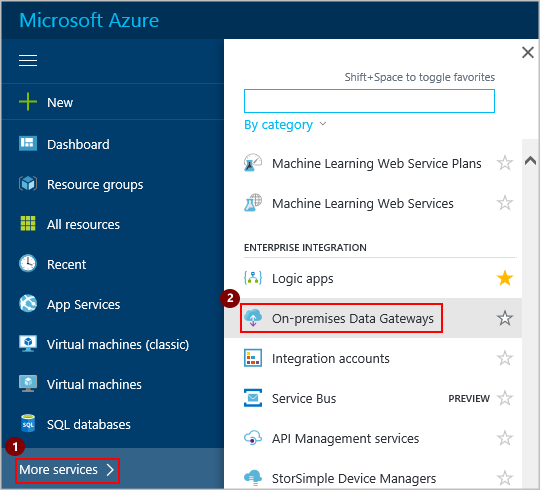 Microsoft Azure
New
Dashboard
Resource groups
All resources
Recent
App Services
Virtual machines (classic)
Virtual machines
SQL
SQL databases
1
More services
Shift+Space to toggle favorites
By category
Machine Learning Web Service Plans
Machine Learning Web Services
ENTERPRISE INTEGRATION
Logic apps
2
On-premises Data Gateways
Integration accounts
Service Bus PREVIEW
API Management services
StorSimple Device Managers